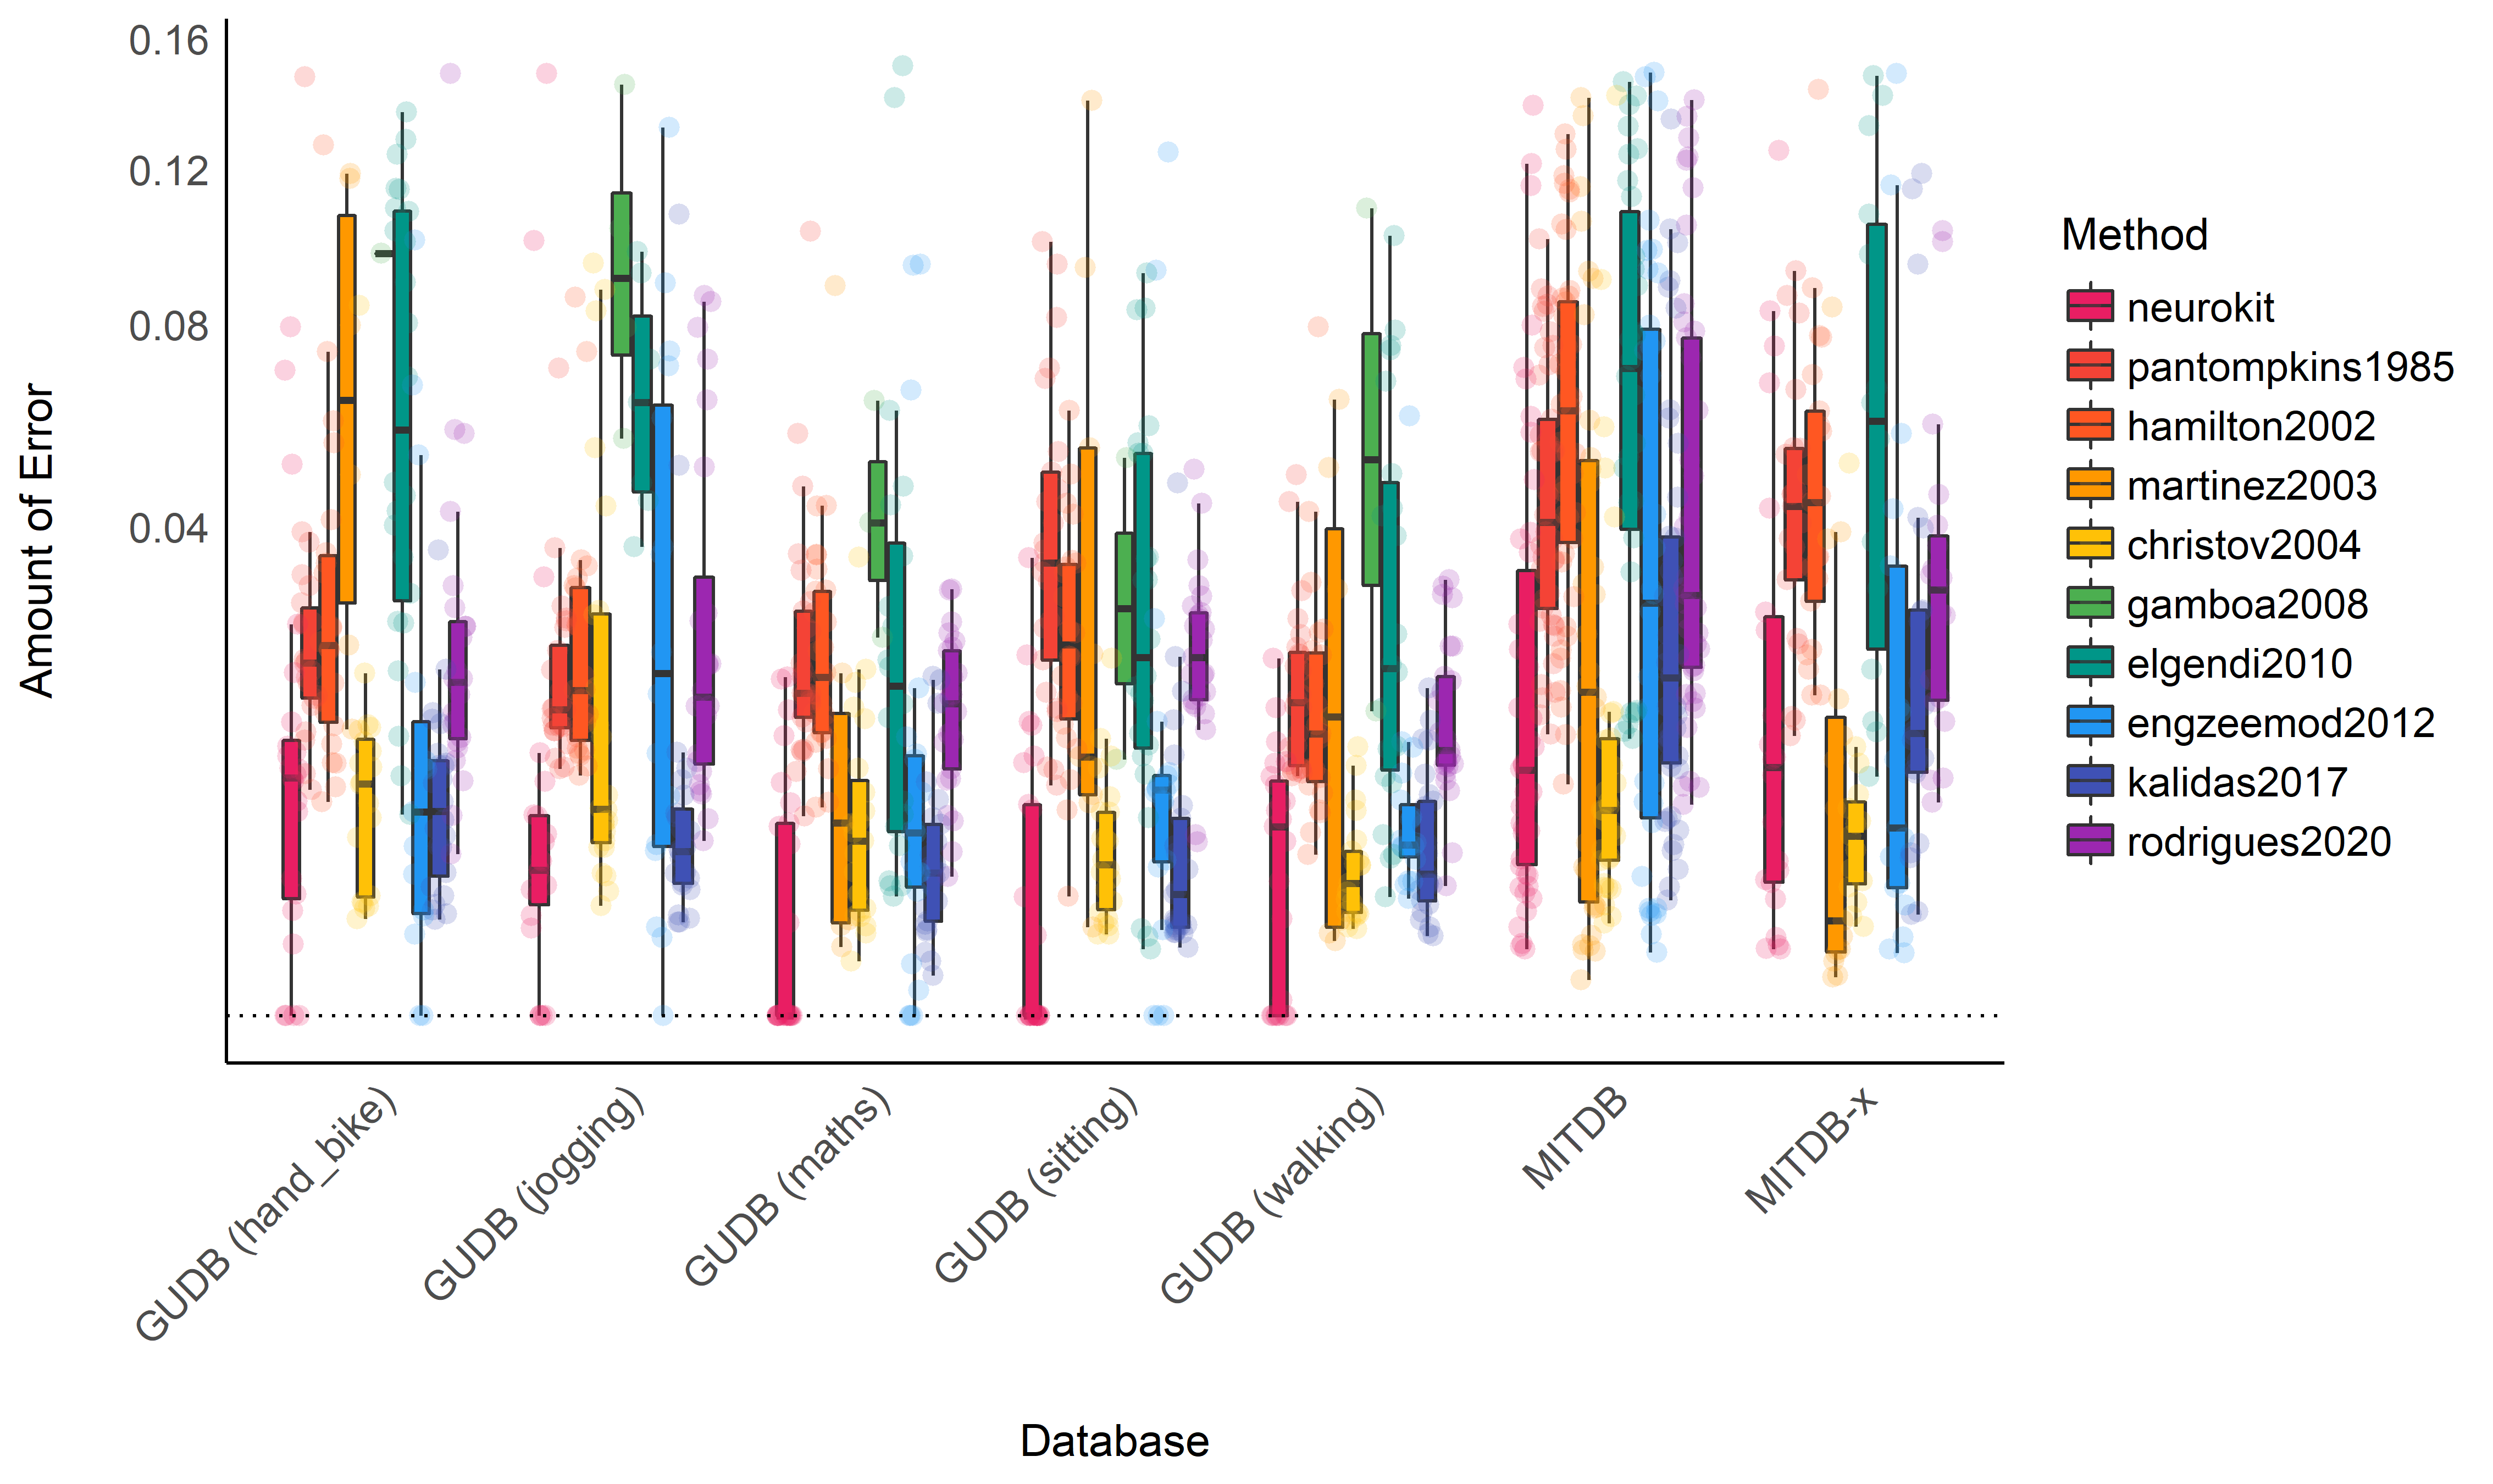 0.16
0.12
0.08
0.04
Amount of Error
GUDB (hand_bike)
GUDB (jogging)
GUDB (maths)
GUDB (sitting)
GUDB (walking)
MITDB
MITDB-x
Database
Method
neurokit
pantompkins1985
hamilton2002
martinez2003
christov2004
gamboa2008
elgendi2010
engzeemod2012
kalidas2017
rodrigues2020